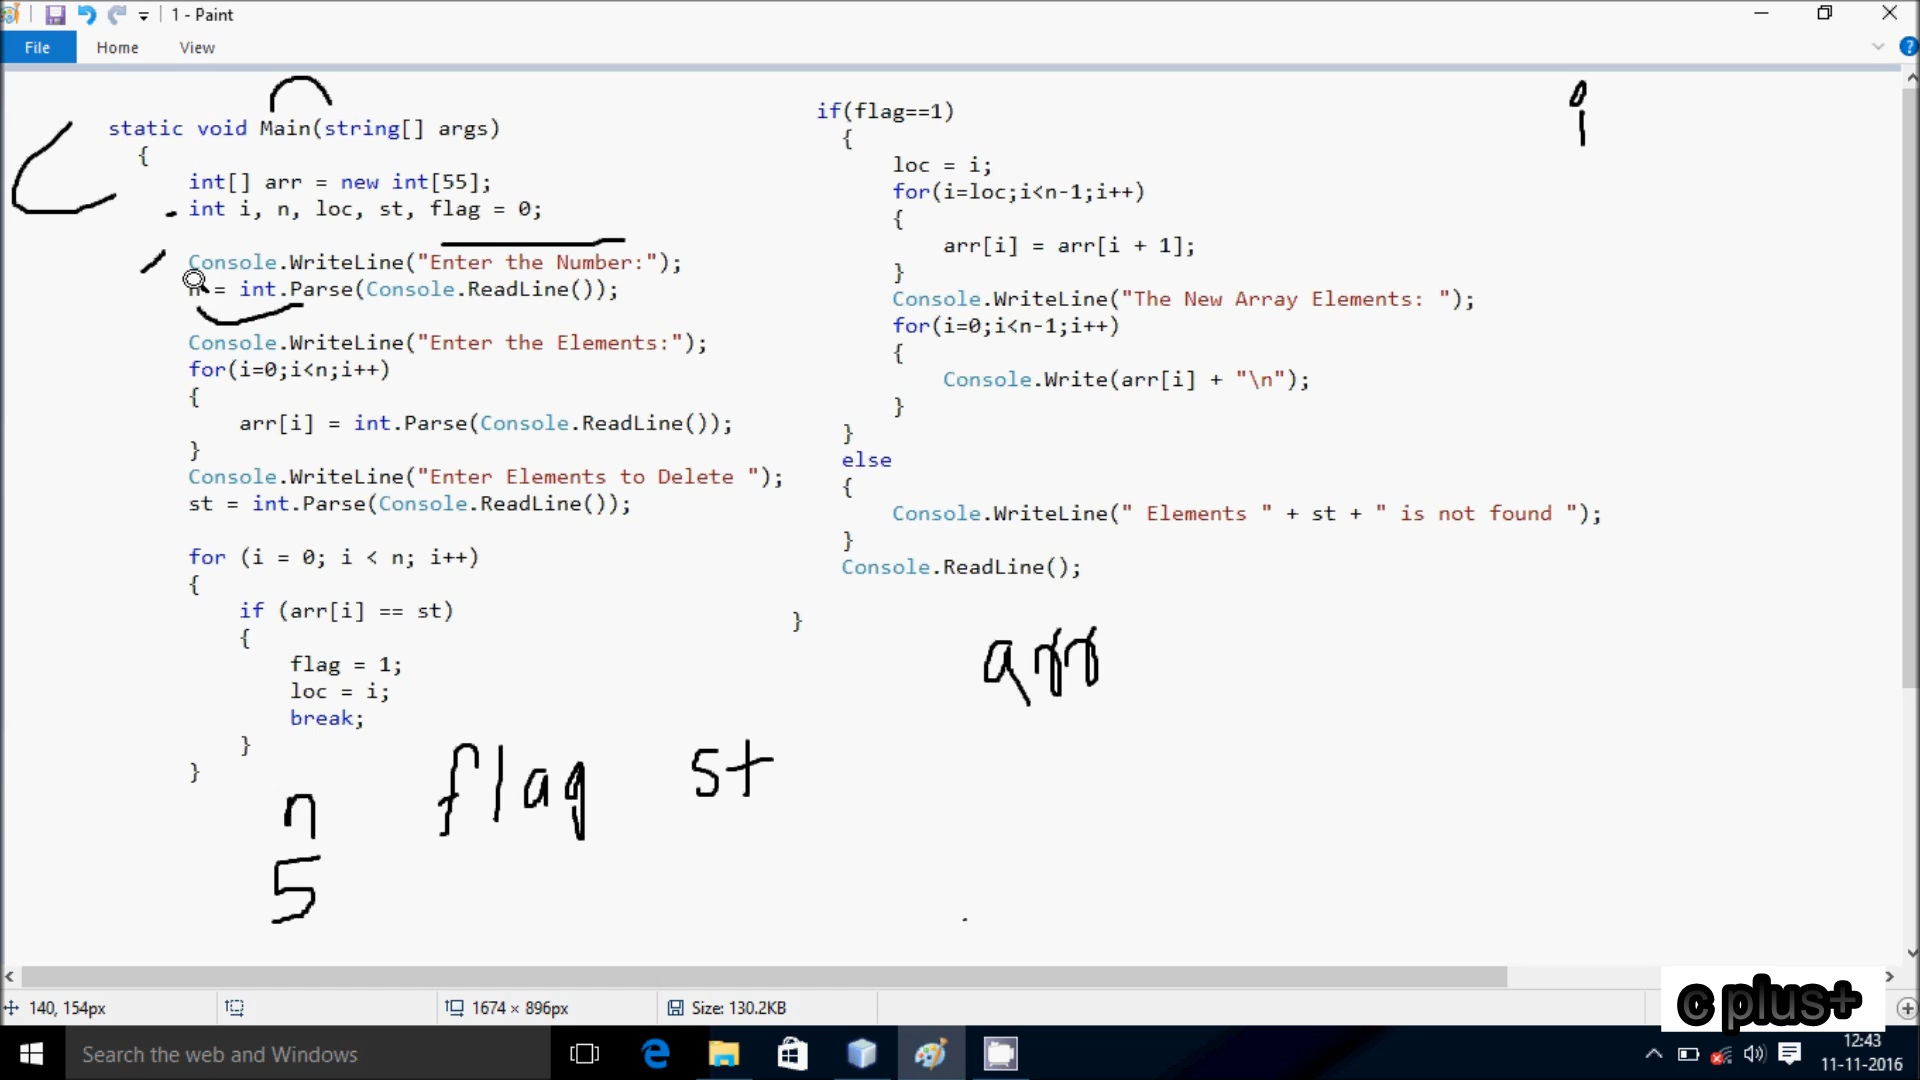 1 - Paint
File Home View
static void Main(string[] args)
{
int[] arr = new int[55];
int i, n, loc, st, flag = 0;
Console.WriteLine("Enter the Number:");
n = int.Parse(Console.ReadLine());
Console.WriteLine("Enter the Elements:");
for(i=0;i<n;i++)
{
arr[i] = int.Parse(Console.ReadLine());
}
Console.WriteLine("Enter Elements to Delete ");
st = int.Parse(Console.ReadLine());
for (i = 0; i < n; i++)
{
if (arr[i] == st)
{
flag = 1;
loc = i;
break;
}
}
if(flag==1)
{
loc = i;
for(i=loc;i<n-1;i++)
{
arr[i] = arr[i + 1];
}
Console.WriteLine("The New Array Elements: ");
for(i=0;i<n-1;i++)
{
Console.Write(arr[i] + "\n");
}
}
else
{
Console.WriteLine(" Elements " + st + " is not found ");
}
Console.ReadLine();
}
i
arr
n flag st
5
140, 154px 1674 × 896px Size: 130.2KB
c plus+
Search the web and Windows
12:43
11-11-2016